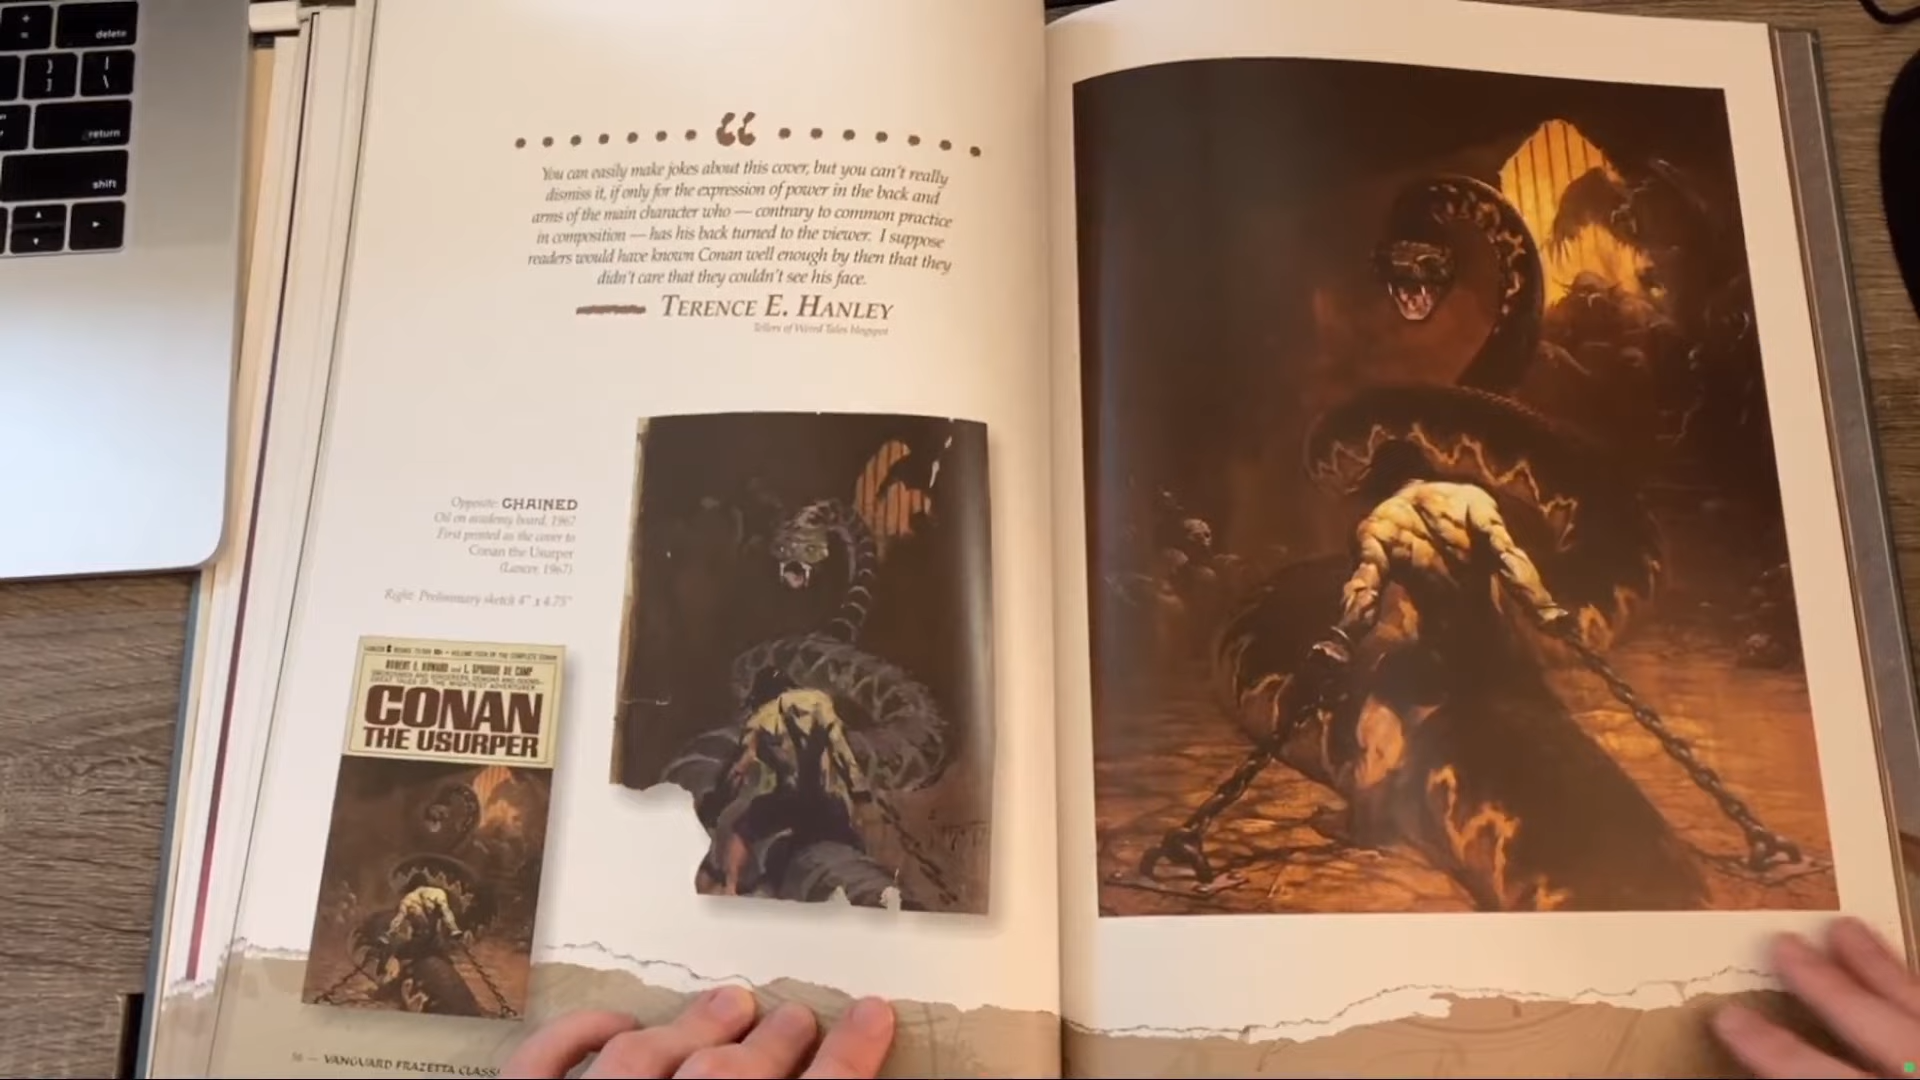 +
=
delete
}
]
|
\
"
'
return
shift
“
You can easily make jokes about this cover, but you can't really
dismiss it, if only for the expression of power in the back and
arms of the main character who — contrary to common practice
in composition — has his back turned to the viewer. I suppose
readers would have known Conan well enough by then that they
didn't care that they couldn't see his face.
— TERENCE E. HANLEY
Tellers of Weird Tales blogspot
Opposite: CHAINED
Oil on academy board, 1967
First printed as the cover to
Conan the Usurper
(Lancer, 1967)
Right: Preliminary sketch 4" x 4.75"
ROBERT E. HOWARD and L. SPRAGUE DE CAMP
CONAN
THE USURPER
— VANGUARD FRAZETTA CLASS